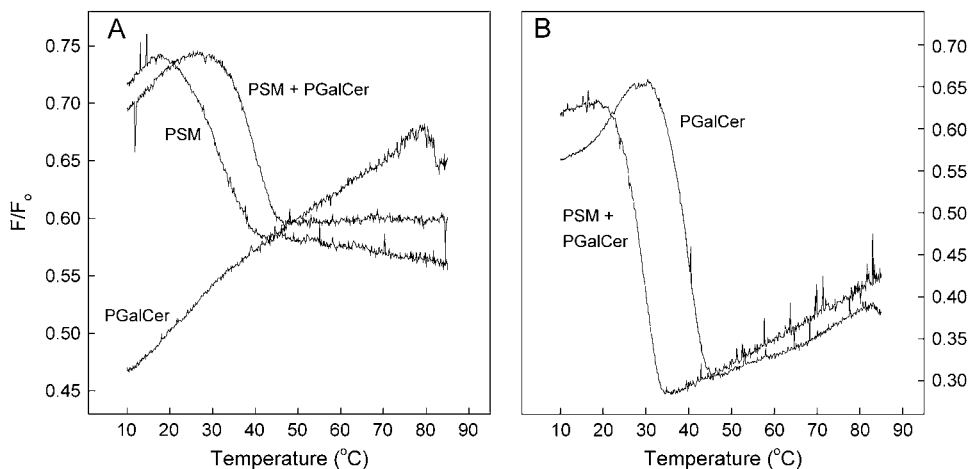 A
0.75
0.70
0.65
0.60
0.55
0.50
0.45
F/Fo
PSM + PGalCer
PSM
PGalCer
10 20 30 40 50 60 70 80 90
Temperature (°C)
B
0.70
0.65
0.60
0.55
0.50
0.45
0.40
0.35
0.30
PGalCer
PSM +
PGalCer
10 20 30 40 50 60 70 80 90
Temperature (°C)